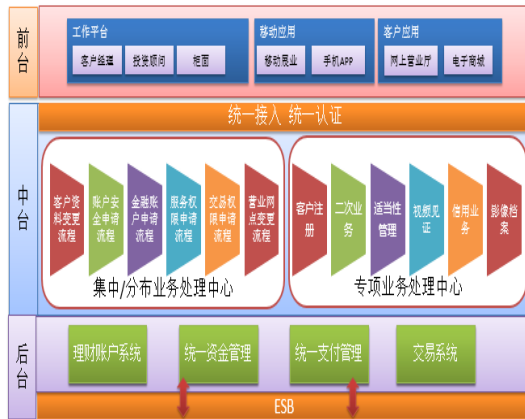 前台
工作平台
移动应用
客户应用
客户经理
投资顾问
柜面
移动展业
手机APP
网上营业厅
电子商城
中台
统一接入 统一认证
客户资料变更流程
账户安全申请流程
金融账户申请流程
服务权限申请流程
交易权限申请流程
营业网点变更流程
集中/分布业务处理中心
客户注册
二次业务
适当性管理
视频见证
信用业务
影像档案
专项业务处理中心
后台
理财账户系统
统一资金管理
统一支付管理
交易系统
ESB